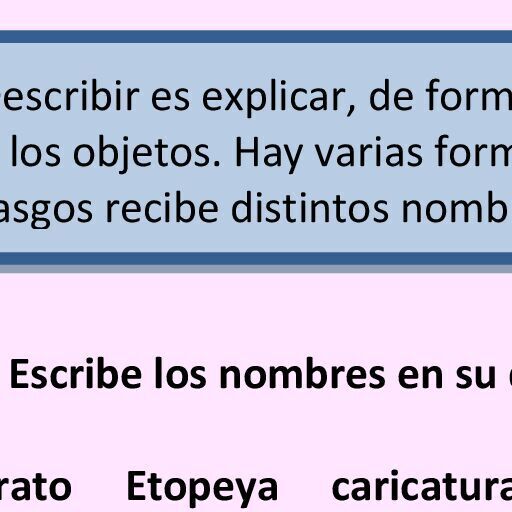 escribir es explicar, de form
los objetos. Hay varias form
asgos recibe distintos nomb
Escribe los nombres en su
rato Etopeya caricatura